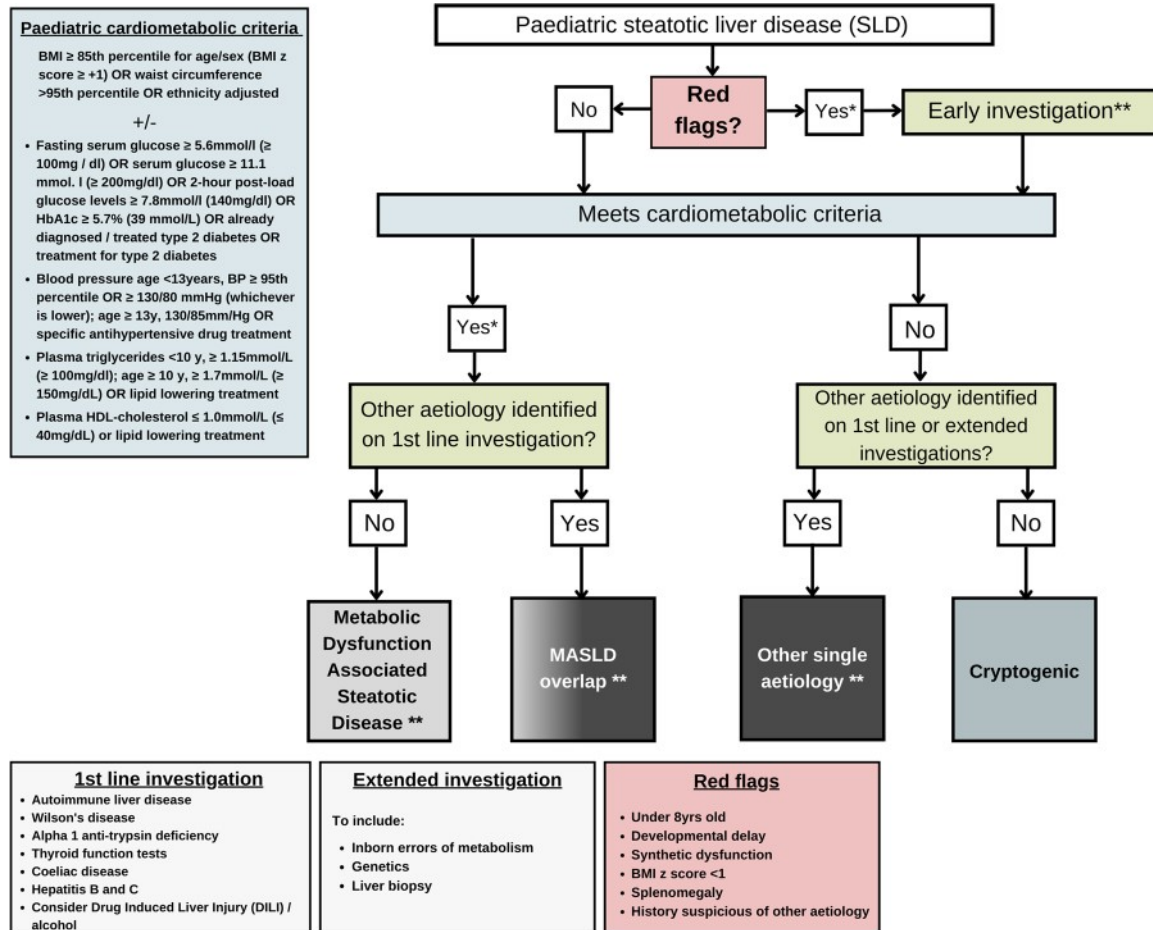 Paediatric cardiometabolic criteria
BMI ≥ 85th percentile for age/sex (BMI z
score ≥ +1) OR waist circumference
>95th percentile OR ethnicity adjusted
+/-
• Fasting serum glucose ≥ 5.6mmol/l (≥
100mg / dl) OR serum glucose ≥ 11.1
mmol. l (≥ 200mg/dl) OR 2-hour post-load
glucose levels ≥ 7.8mmol/l (140mg/dl) OR
HbA1c ≥ 5.7% (39 mmol/L) OR already
diagnosed / treated type 2 diabetes OR
treatment for type 2 diabetes
• Blood pressure age <13years, BP ≥ 95th
percentile OR ≥ 130/80 mmHg (whichever
is lower); age ≥ 13y, 130/85mm/Hg OR
specific antihypertensive drug treatment
• Plasma triglycerides <10 y, ≥ 1.15mmol/L
(≥ 100mg/dl); age ≥ 10 y, ≥ 1.7mmol/L (≥
150mg/dL) OR lipid lowering treatment
• Plasma HDL-cholesterol ≤ 1.0mmol/L (≤
40mg/dL) or lipid lowering treatment
Paediatric steatotic liver disease (SLD)
No
Red
flags?
Yes*
Early investigation**
Meets cardiometabolic criteria
Yes*
No
Other aetiology identified
on 1st line investigation?
Other aetiology identified
on 1st line or extended
investigations?
No
Yes
Yes
No
Metabolic
Dysfunction
Associated
Steatotic
Disease **
MASLD
overlap **
Other single
aetiology **
Cryptogenic
1st line investigation
• Autoimmune liver disease
• Wilson's disease
• Alpha 1 anti-trypsin deficiency
• Thyroid function tests
• Coeliac disease
• Hepatitis B and C
• Consider Drug Induced Liver Injury (DILI) /
alcohol
Extended investigation
To include:
• Inborn errors of metabolism
• Genetics
• Liver biopsy
Red flags
• Under 8yrs old
• Developmental delay
• Synthetic dysfunction
• BMI z score <1
• Splenomegaly
• History suspicious of other aetiology